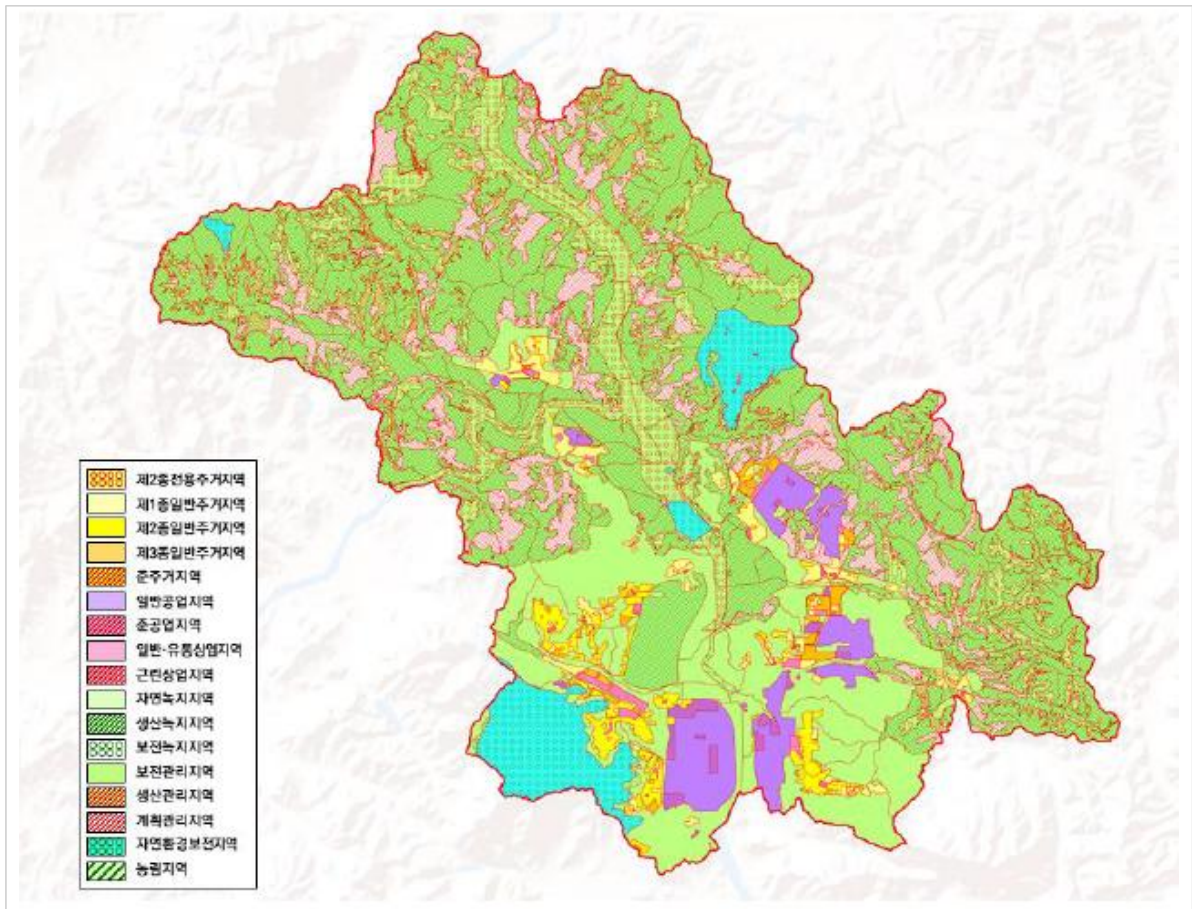 제2종전용주거지역
제1종일반주거지역
제2종일반주거지역
제3종일반주거지역
준주거지역
일반공업지역
준공업지역
일반·유통상업지역
근린상업지역
자연녹지지역
생산녹지지역
보전녹지지역
보전관리지역
생산관리지역
계획관리지역
자연환경보전지역
농림지역